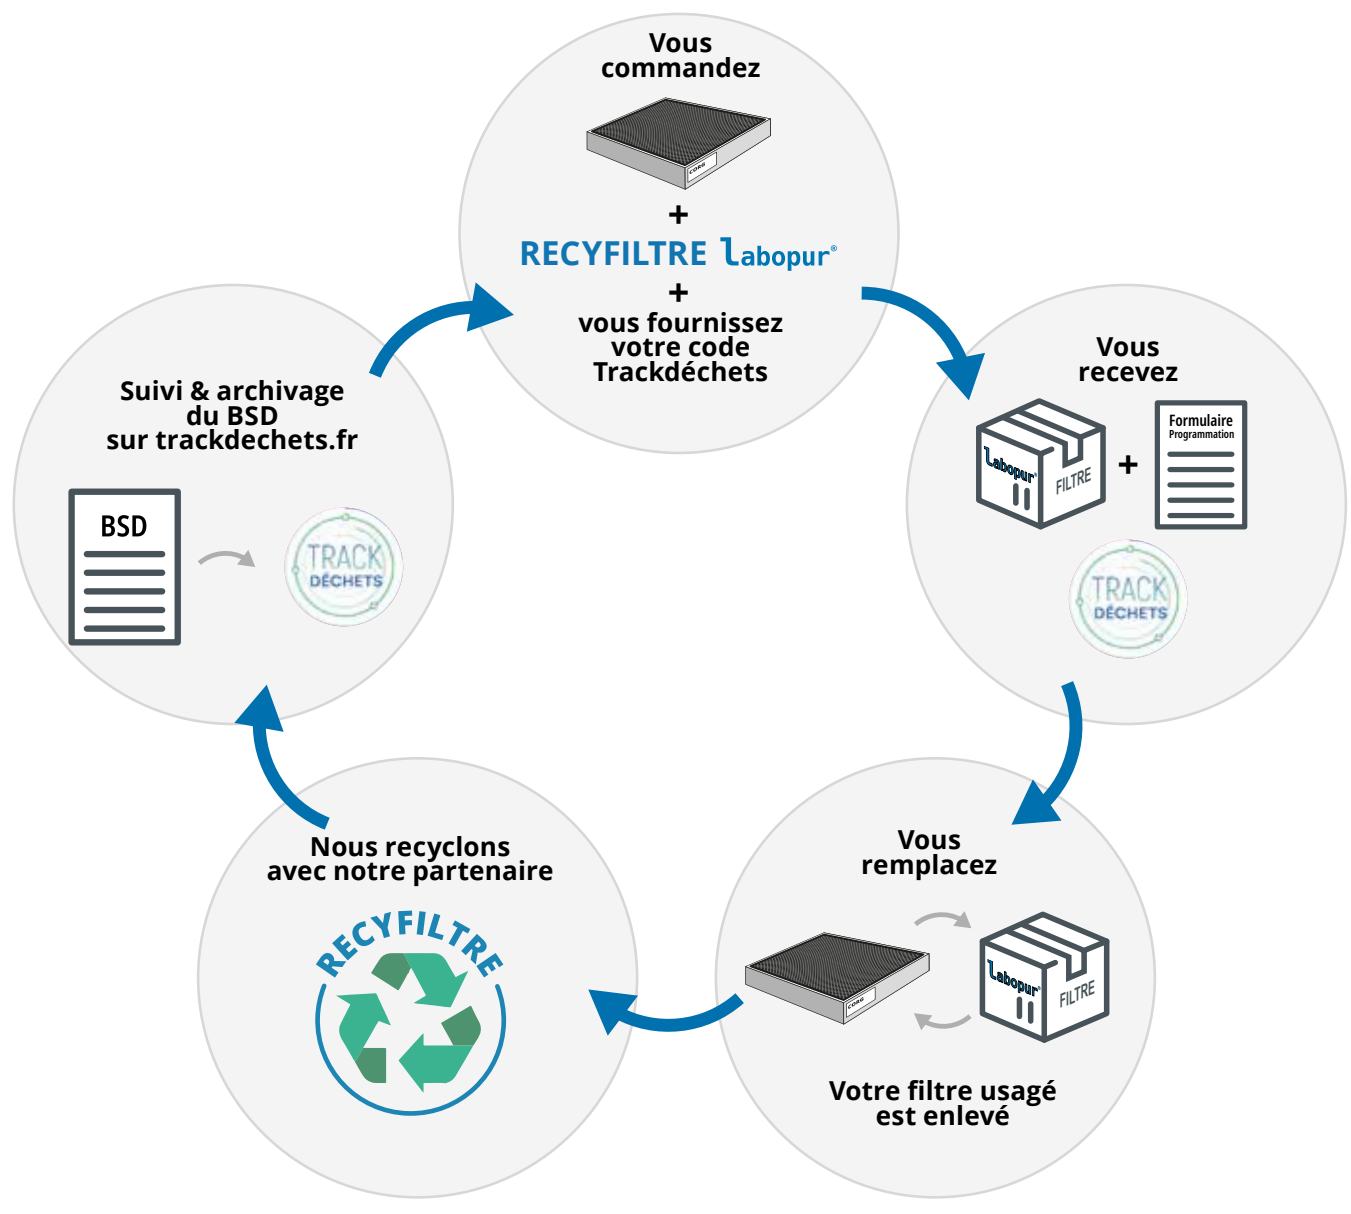 Vous
commandez
CORG
+
RECYFILTRE Labopur®
+
vous fournissez
votre code
Trackdéchets
Vous
recevez
Labopur®
FILTRE
+
Formulaire
Programmation
TRACK
DÉCHETS
Vous
remplacez
CORG
Labopur®
FILTRE
Votre filtre usagé
est enlevé
Nous recyclons
avec notre partenaire
RECYFILTRE
Suivi & archivage
du BSD
sur trackdechets.fr
BSD
TRACK
DÉCHETS